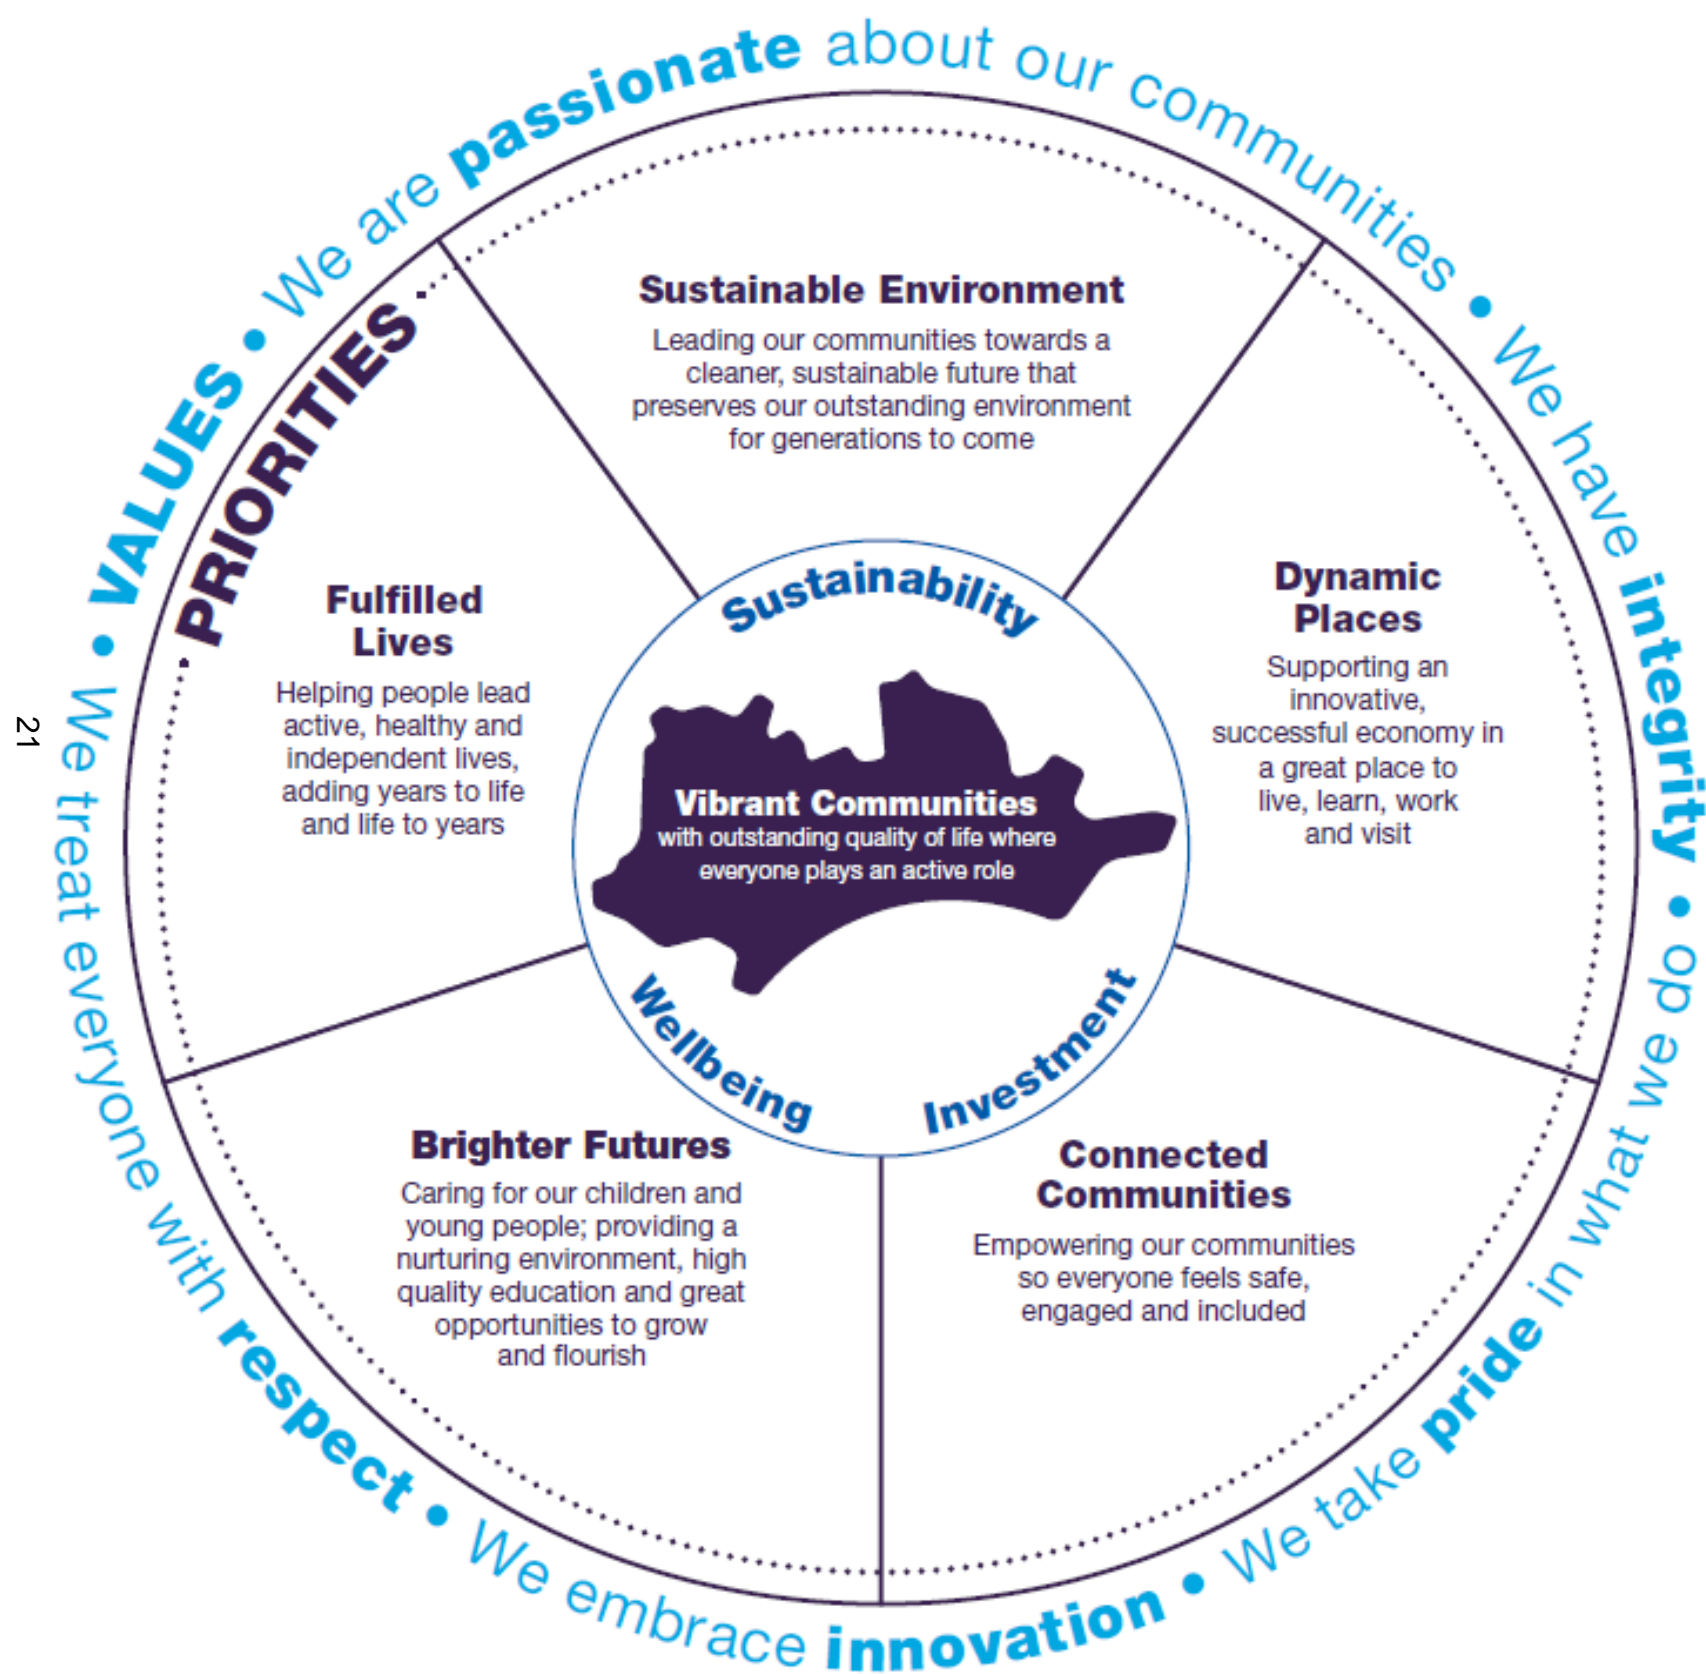 VALUES • We are passionate about our communities • We have integrity • We take pride in what we do • We embrace innovation • We treat everyone with respect •
PRIORITIES
Sustainable Environment
Leading our communities towards a
cleaner, sustainable future that
preserves our outstanding environment
for generations to come
Dynamic
Places
Supporting an
innovative,
successful economy in
a great place to
live, learn, work
and visit
Connected
Communities
Empowering our communities
so everyone feels safe,
engaged and included
Brighter Futures
Caring for our children and
young people; providing a
nurturing environment, high
quality education and great
opportunities to grow
and flourish
Fulfilled
Lives
Helping people lead
active, healthy and
independent lives,
adding years to life
and life to years
Sustainability
Investment
Wellbeing
Vibrant Communities
with outstanding quality of life where
everyone plays an active role
21